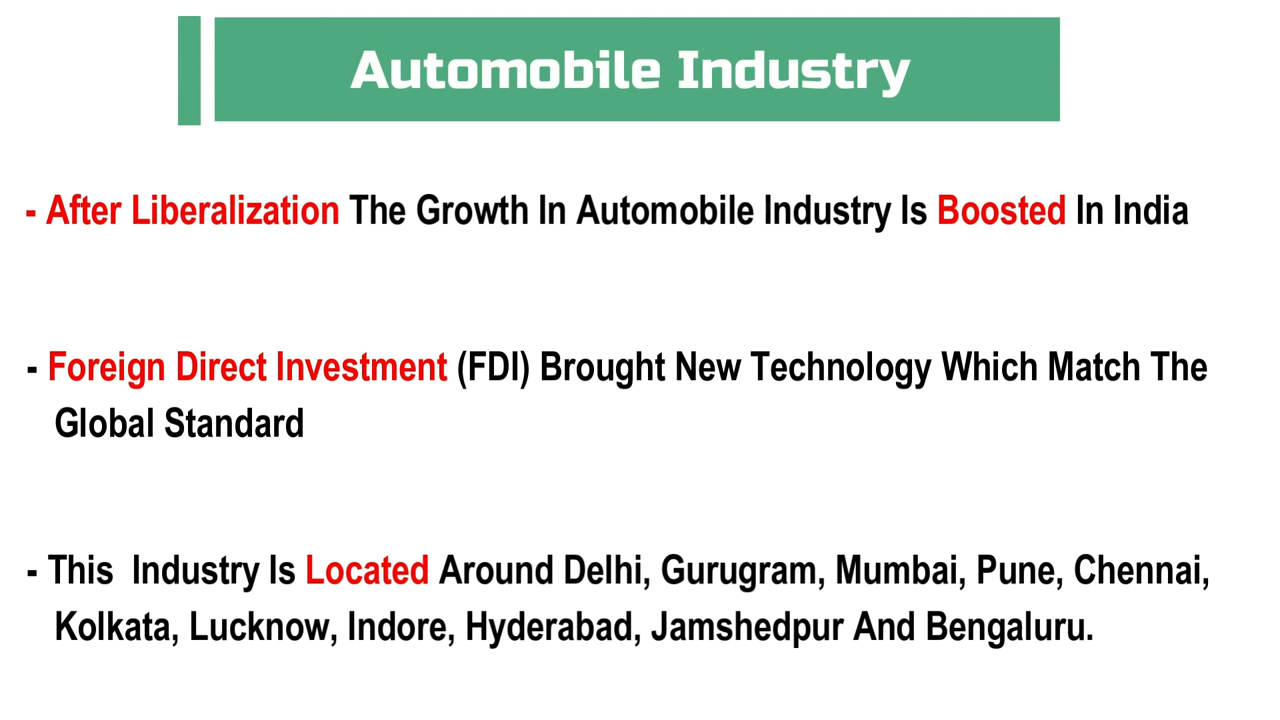 Automobile Industry
- After Liberalization The Growth In Automobile Industry Is Boosted In India
- Foreign Direct Investment (FDI) Brought New Technology Which Match The
Global Standard
- This  Industry Is Located Around Delhi, Gurugram, Mumbai, Pune, Chennai,
Kolkata, Lucknow, Indore, Hyderabad, Jamshedpur And Bengaluru.